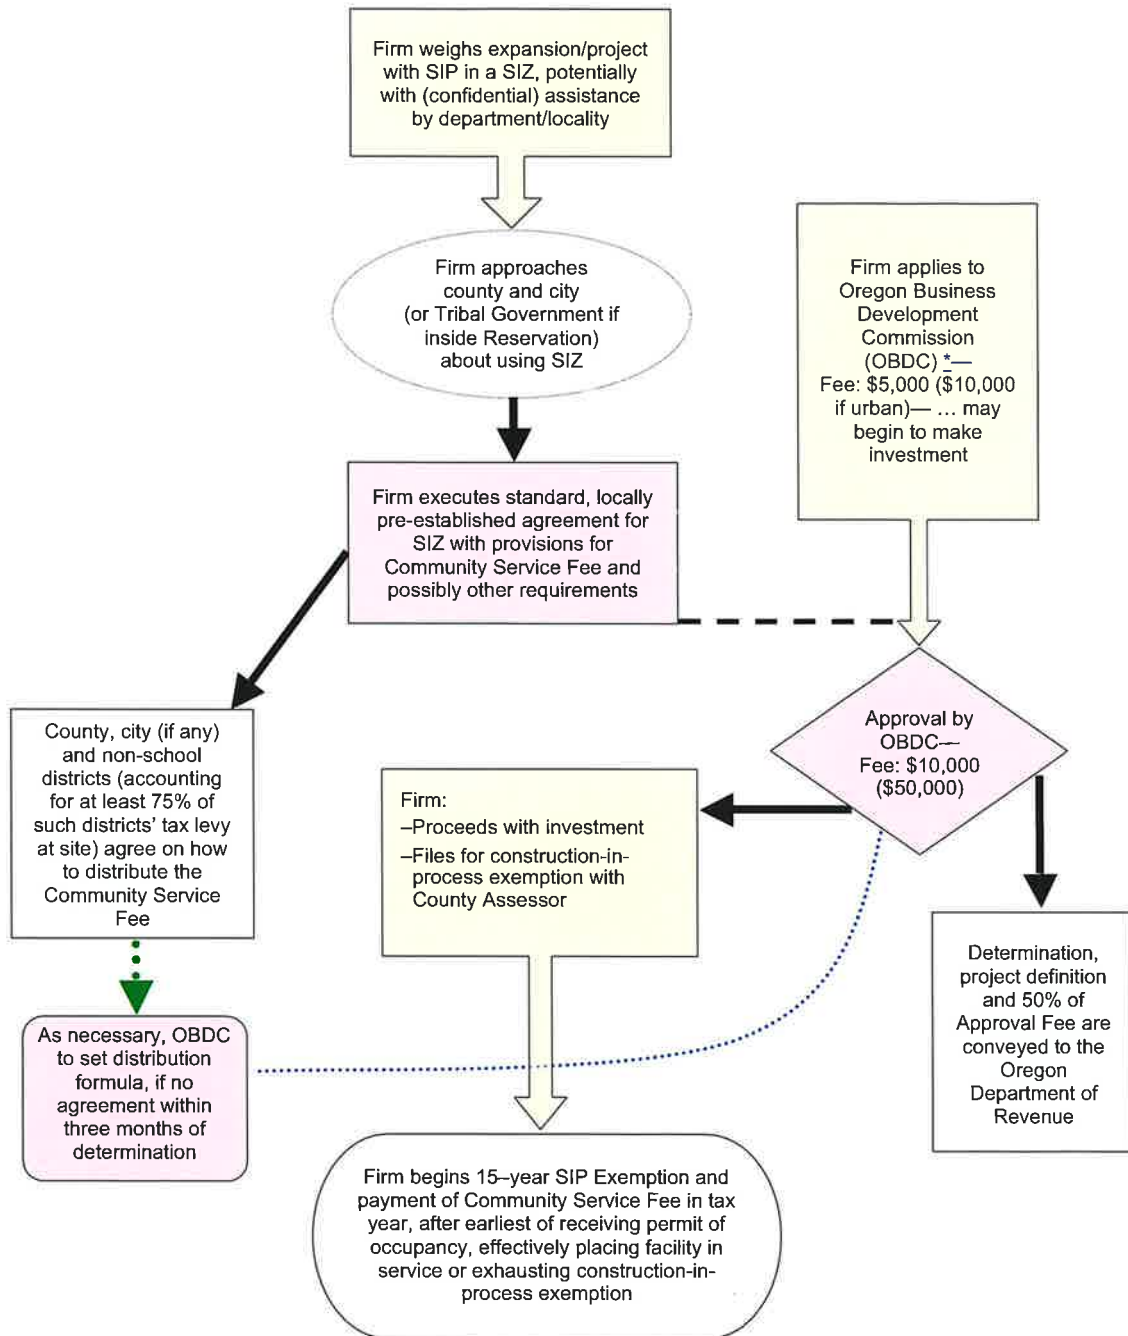 Firm weighs expansion/project
with SIP in a SIZ, potentially
with (confidential) assistance
by department/locality
Firm approaches
county and city
(or Tribal Government if
inside Reservation)
about using SIZ
Firm applies to
Oregon Business
Development
Commission
(OBDC) *—
Fee: $5,000 ($10,000
if urban)— … may
begin to make
investment
Firm executes standard, locally
pre-established agreement for
SIZ with provisions for
Community Service Fee and
possibly other requirements
Approval by
OBDC—
Fee: $10,000
($50,000)
County, city (if any)
and non-school
districts (accounting
for at least 75% of
such districts’ tax levy
at site) agree on how
to distribute the
Community Service
Fee
Firm:
–Proceeds with investment
–Files for construction-in-
process exemption with
County Assessor
Determination,
project definition
and 50% of
Approval Fee are
conveyed to the
Oregon
Department of
Revenue
As necessary, OBDC
to set distribution
formula, if no
agreement within
three months of
determination
Firm begins 15–year SIP Exemption and
payment of Community Service Fee in tax
year, after earliest of receiving permit of
occupancy, effectively placing facility in
service or exhausting construction-in-
process exemption